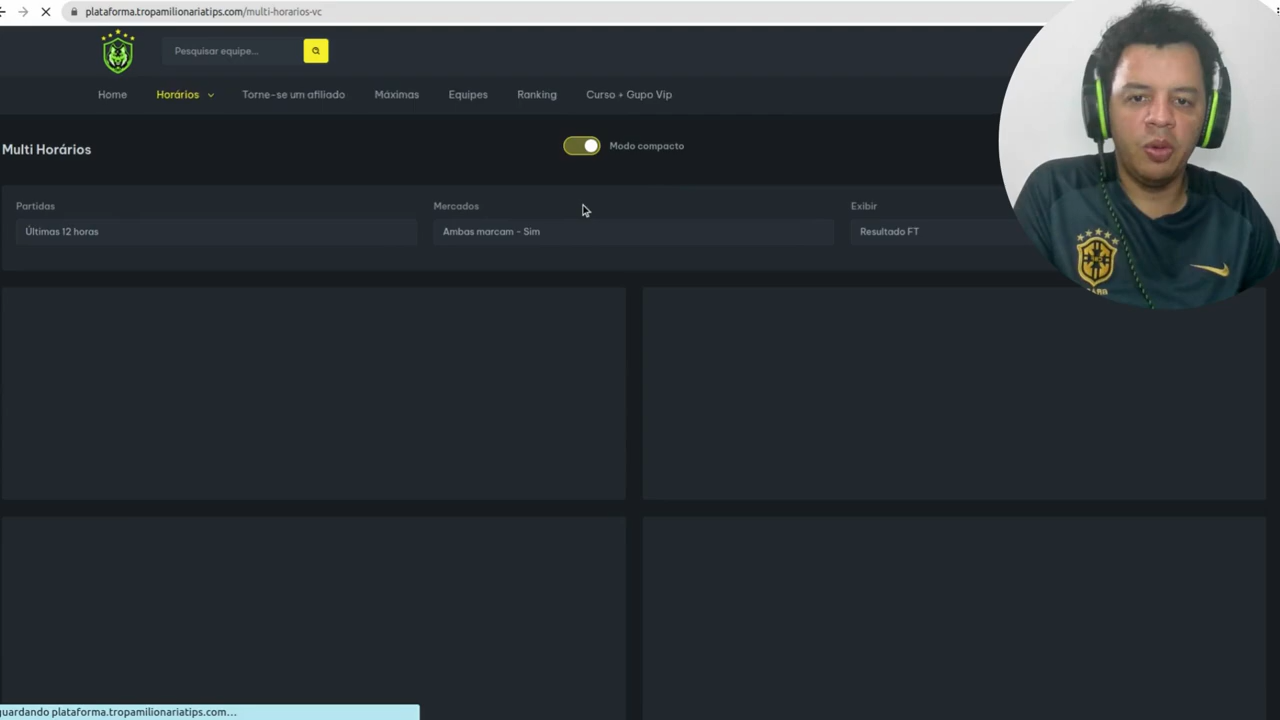 plataforma.tropamilionariatips.com/multi-horarios-vc
Pesquisar equipe...
Home Horários Torne-se um afiliado Máximas Equipes Ranking Curso + Gupo Vip
Multi Horários
Modo compacto
Partidas Mercados Exibir
Últimas 12 horas Ambas marcam - Sim Resultado FT
guardando plataforma.tropamilionariatips.com...